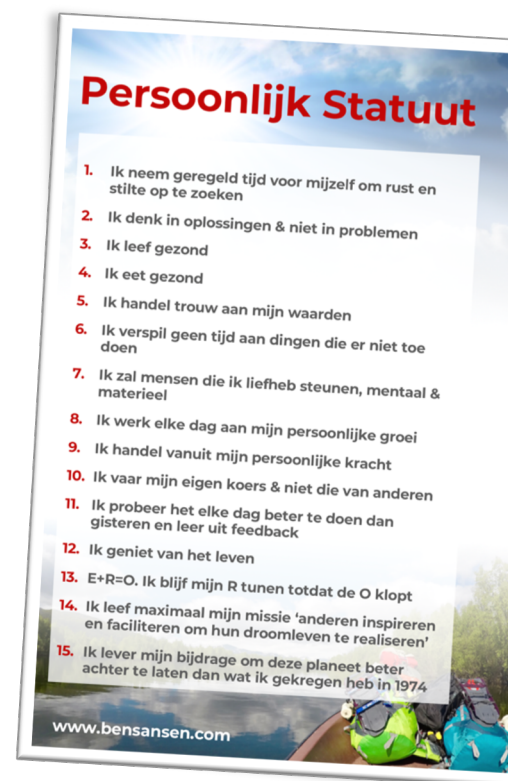 Persoonlijk Statuut
1. Ik neem geregeld tijd voor mijzelf om rust en
stilte op te zoeken
2. Ik denk in oplossingen & niet in problemen
3. Ik leef gezond
4. Ik eet gezond
5. Ik handel trouw aan mijn waarden
6. Ik verspil geen tijd aan dingen die er niet toe
doen
7. Ik zal mensen die ik liefheb steunen, mentaal &
materieel
8. Ik werk elke dag aan mijn persoonlijke groei
9. Ik handel vanuit mijn persoonlijke kracht
10. Ik vaar mijn eigen koers & niet die van anderen
11. Ik probeer het elke dag beter te doen dan
gisteren en leer uit feedback
12. Ik geniet van het leven
13. E+R=O. Ik blijf mijn R tunen totdat de O klopt
14. Ik leef maximaal mijn missie ‘anderen inspireren
en faciliteren om hun droomleven te realiseren’
15. Ik lever mijn bijdrage om deze planeet beter
achter te laten dan wat ik gekregen heb in 1974
www.bensansen.com